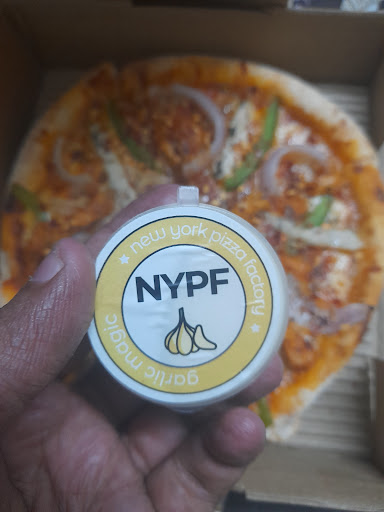 ★ new york pizza factory ★
NYPF
garlic magic